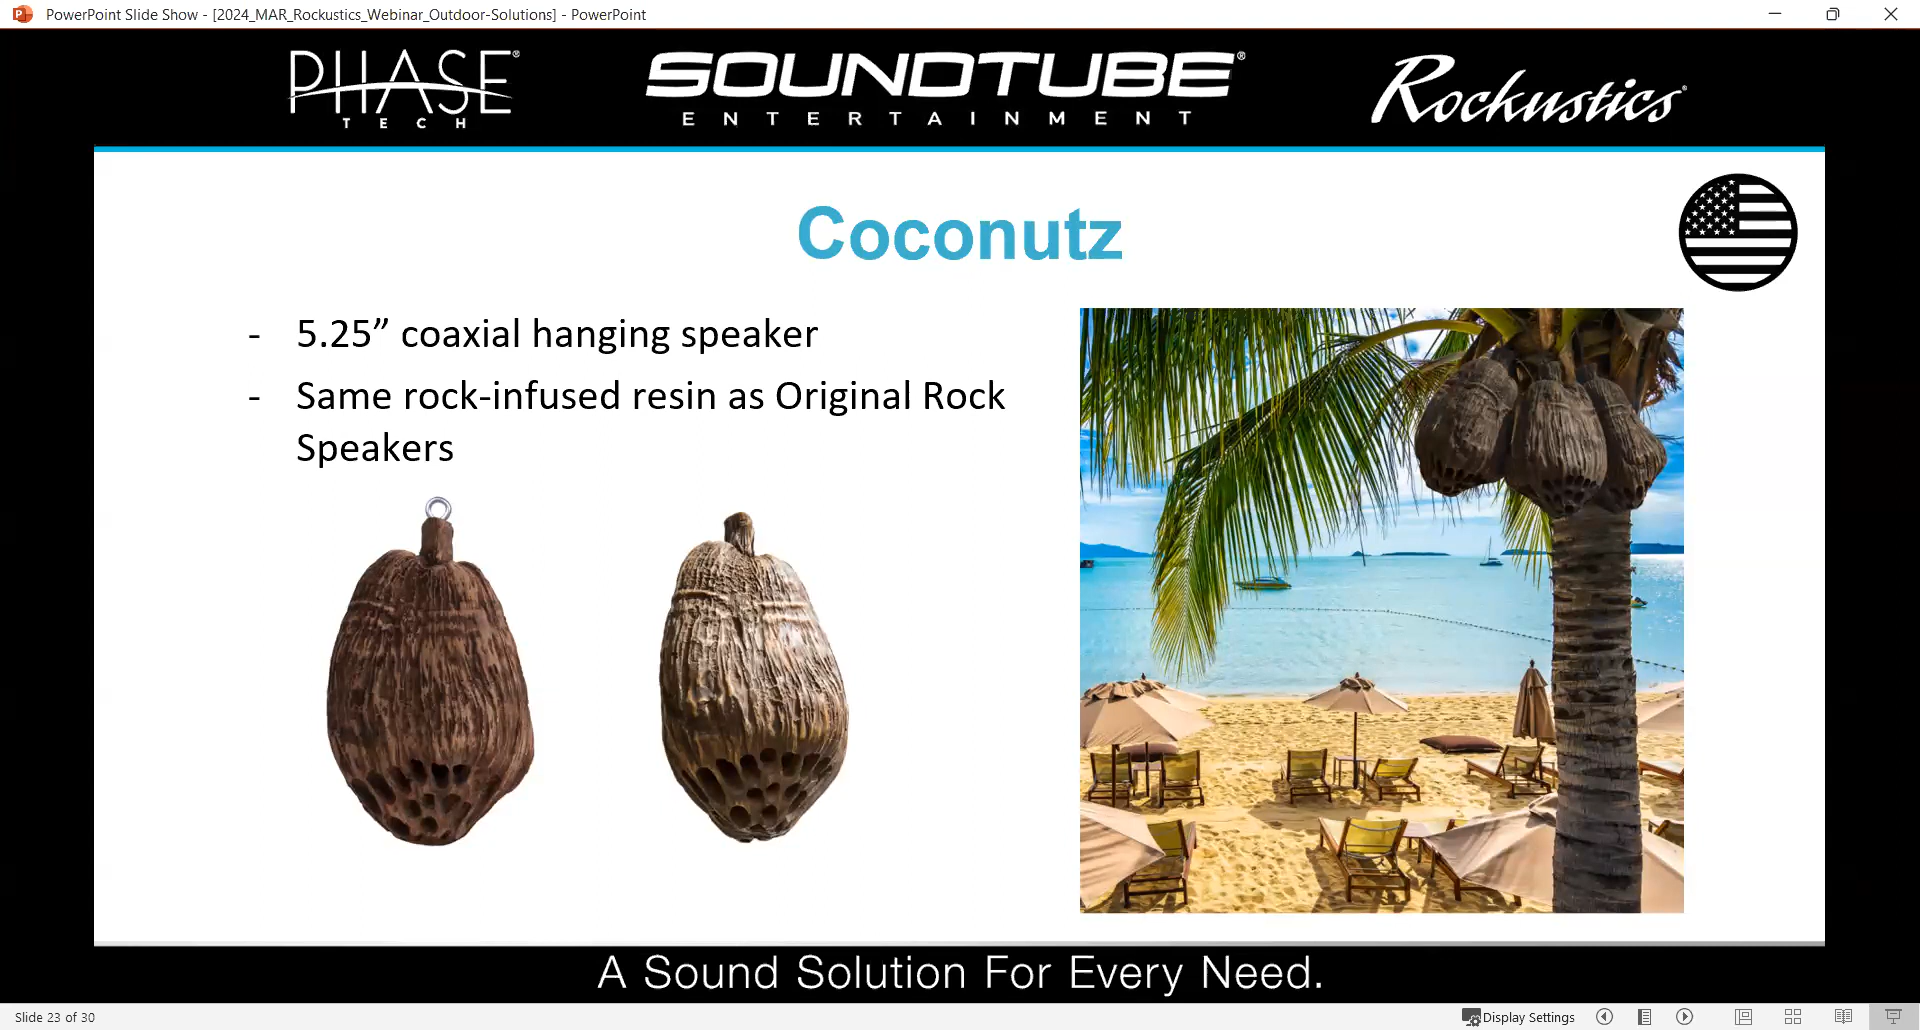 PowerPoint Slide Show - [2024_MAR_Rockustics_Webinar_Outdoor-Solutions] - PowerPoint
PHASE®
TECH
SOUNDTUBE®
ENTERTAINMENT
Rockustics®
Coconutz
- 5.25” coaxial hanging speaker
- Same rock-infused resin as Original Rock
Speakers
A Sound Solution For Every Need.
Slide 23 of 30
Display Settings